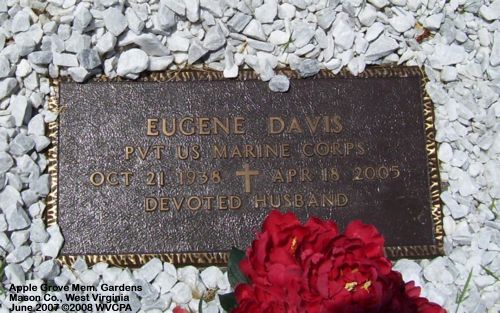 EUGENE DAVIS
PVT US MARINE CORPS
OCT 21 1938 APR 18 2005
DEVOTED HUSBAND
Apple Grove Mem. Gardens
Mason Co., West Virginia
June 2007 ©2008 WVCPA